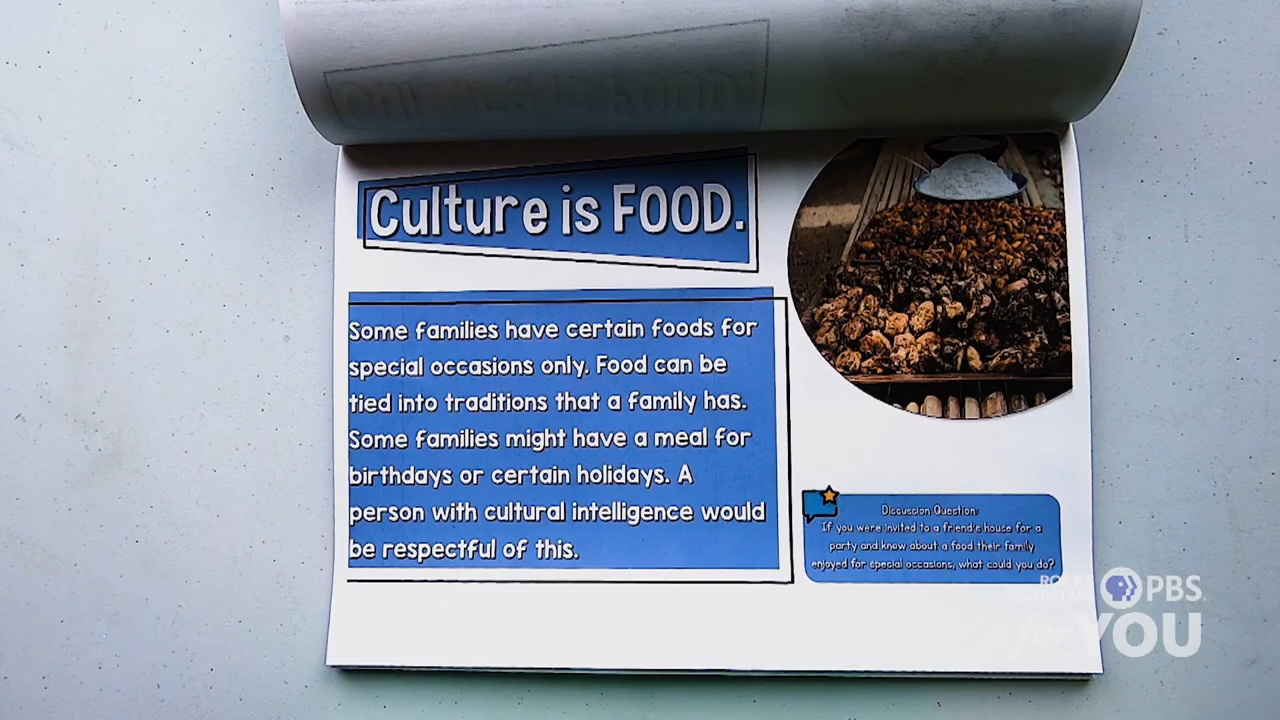 Culture is FOOD.
Some families have certain foods for
special occasions only. Food can be
tied into traditions that a family has.
Some families might have a meal for
birthdays or certain holidays. A
person with cultural intelligence would
be respectful of this.
Discussion Question:
If you were invited to a friend's house for a
party and know about a food their family
enjoyed for special occasions, what could you do?
ROCKY
MOUNTAIN
PBS
for YOU